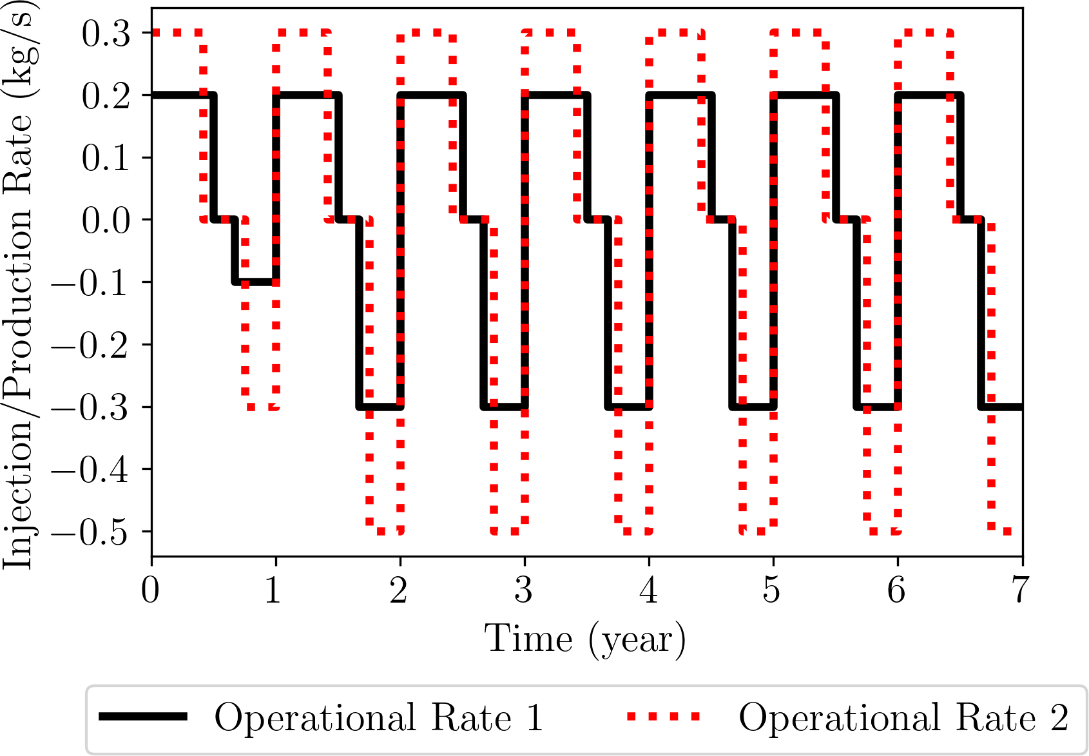 Injection/Production Rate (kg/s)
0.3
0.2
0.1
0.0
−0.1
−0.2
−0.3
−0.4
−0.5
0 1 2 3 4 5 6 7
Time (year)
Operational Rate 1 Operational Rate 2